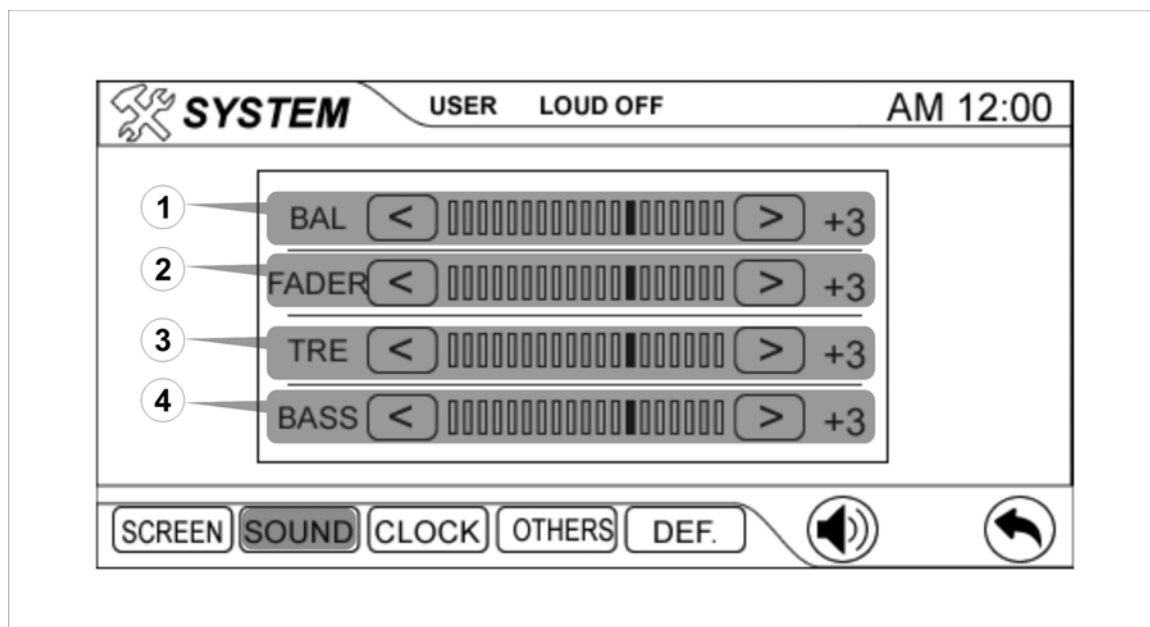 SYSTEM USER LOUD OFF AM 12:00
1 BAL < > +3
2 FADER < > +3
3 TRE < > +3
4 BASS < > +3
SCREEN SOUND CLOCK OTHERS DEF.